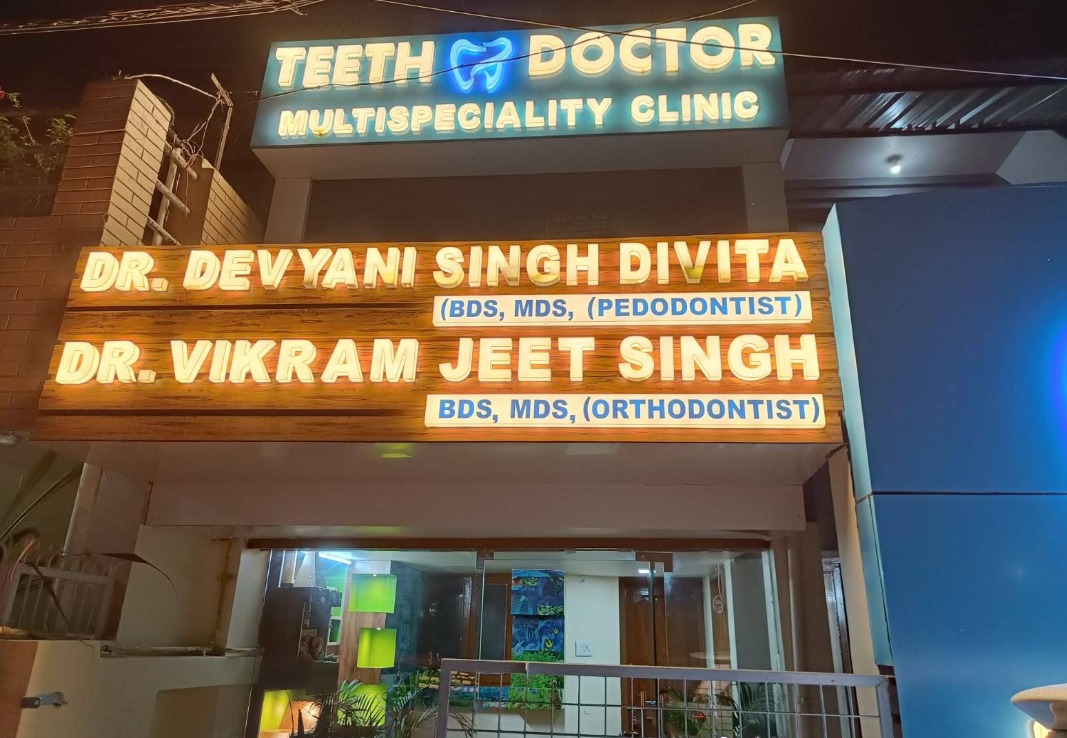 TEETH DOCTOR
MULTISPECIALITY CLINIC
DR. DEVYANI SINGH DIVITA
(BDS, MDS, (PEDODONTIST)
DR. VIKRAM JEET SINGH
BDS, MDS, (ORTHODONTIST)